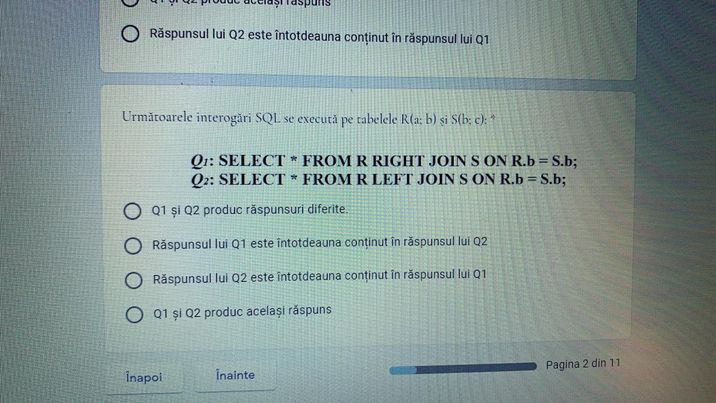 Q1 și Q2 produc același răspuns
Răspunsul lui Q2 este întotdeauna conținut în răspunsul lui Q1
Următoarele interogări SQL se execută pe tabelele R(a; b) și S(b; c): *
Q1: SELECT * FROM R RIGHT JOIN S ON R.b = S.b;
Q2: SELECT * FROM R LEFT JOIN S ON R.b = S.b;
Q1 și Q2 produc răspunsuri diferite.
Răspunsul lui Q1 este întotdeauna conținut în răspunsul lui Q2
Răspunsul lui Q2 este întotdeauna conținut în răspunsul lui Q1
Q1 și Q2 produc același răspuns
Înapoi
Înainte
Pagina 2 din 11